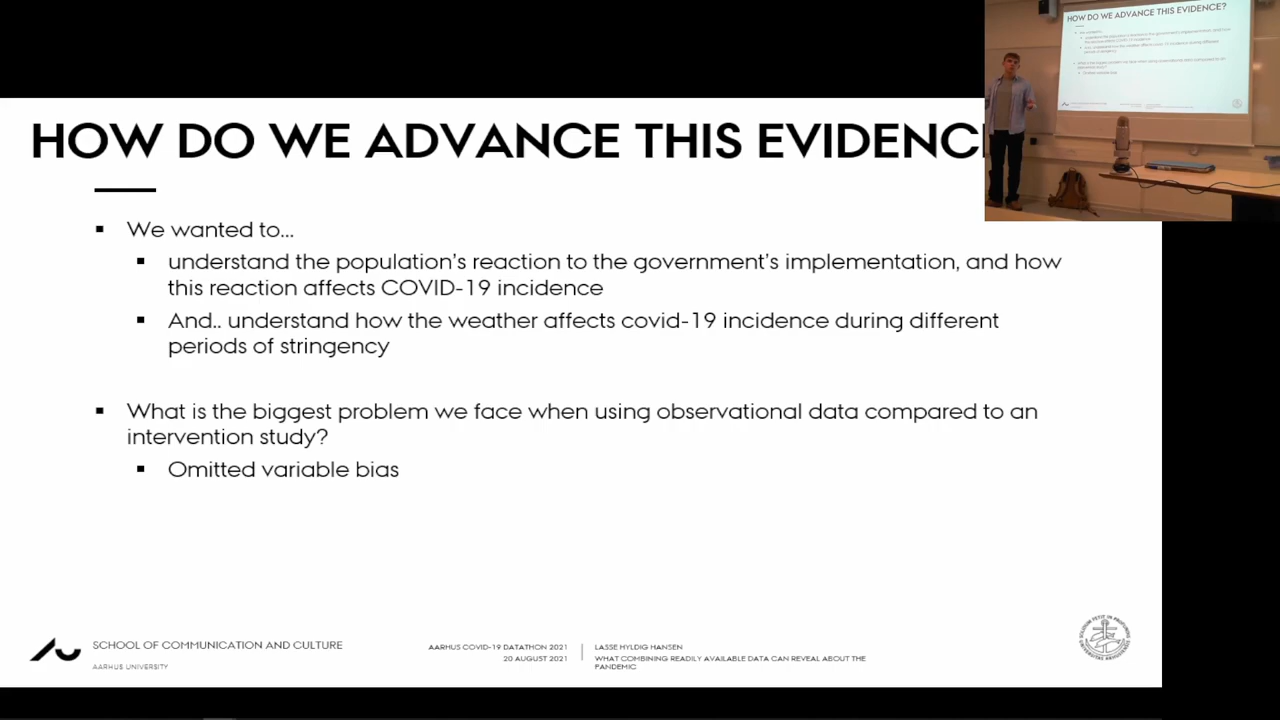 HOW DO WE ADVANCE THIS EVIDENC
We wanted to...
understand the population's reaction to the government's implementation, and how
this reaction affects COVID-19 incidence
And.. understand how the weather affects covid-19 incidence during different
periods of stringency
What is the biggest problem we face when using observational data compared to an
intervention study?
Omitted variable bias
SCHOOL OF COMMUNICATION AND CULTURE
AARHUS UNIVERSITY
AARHUS COVID-19 DATATHON 2021
20 AUGUST 2021
LASSE HYLDIG HANSEN
WHAT COMBINING READILY AVAILABLE DATA CAN REVEAL ABOUT THE
PANDEMIC
HOW DO WE ADVANCE THIS EVIDENCE?